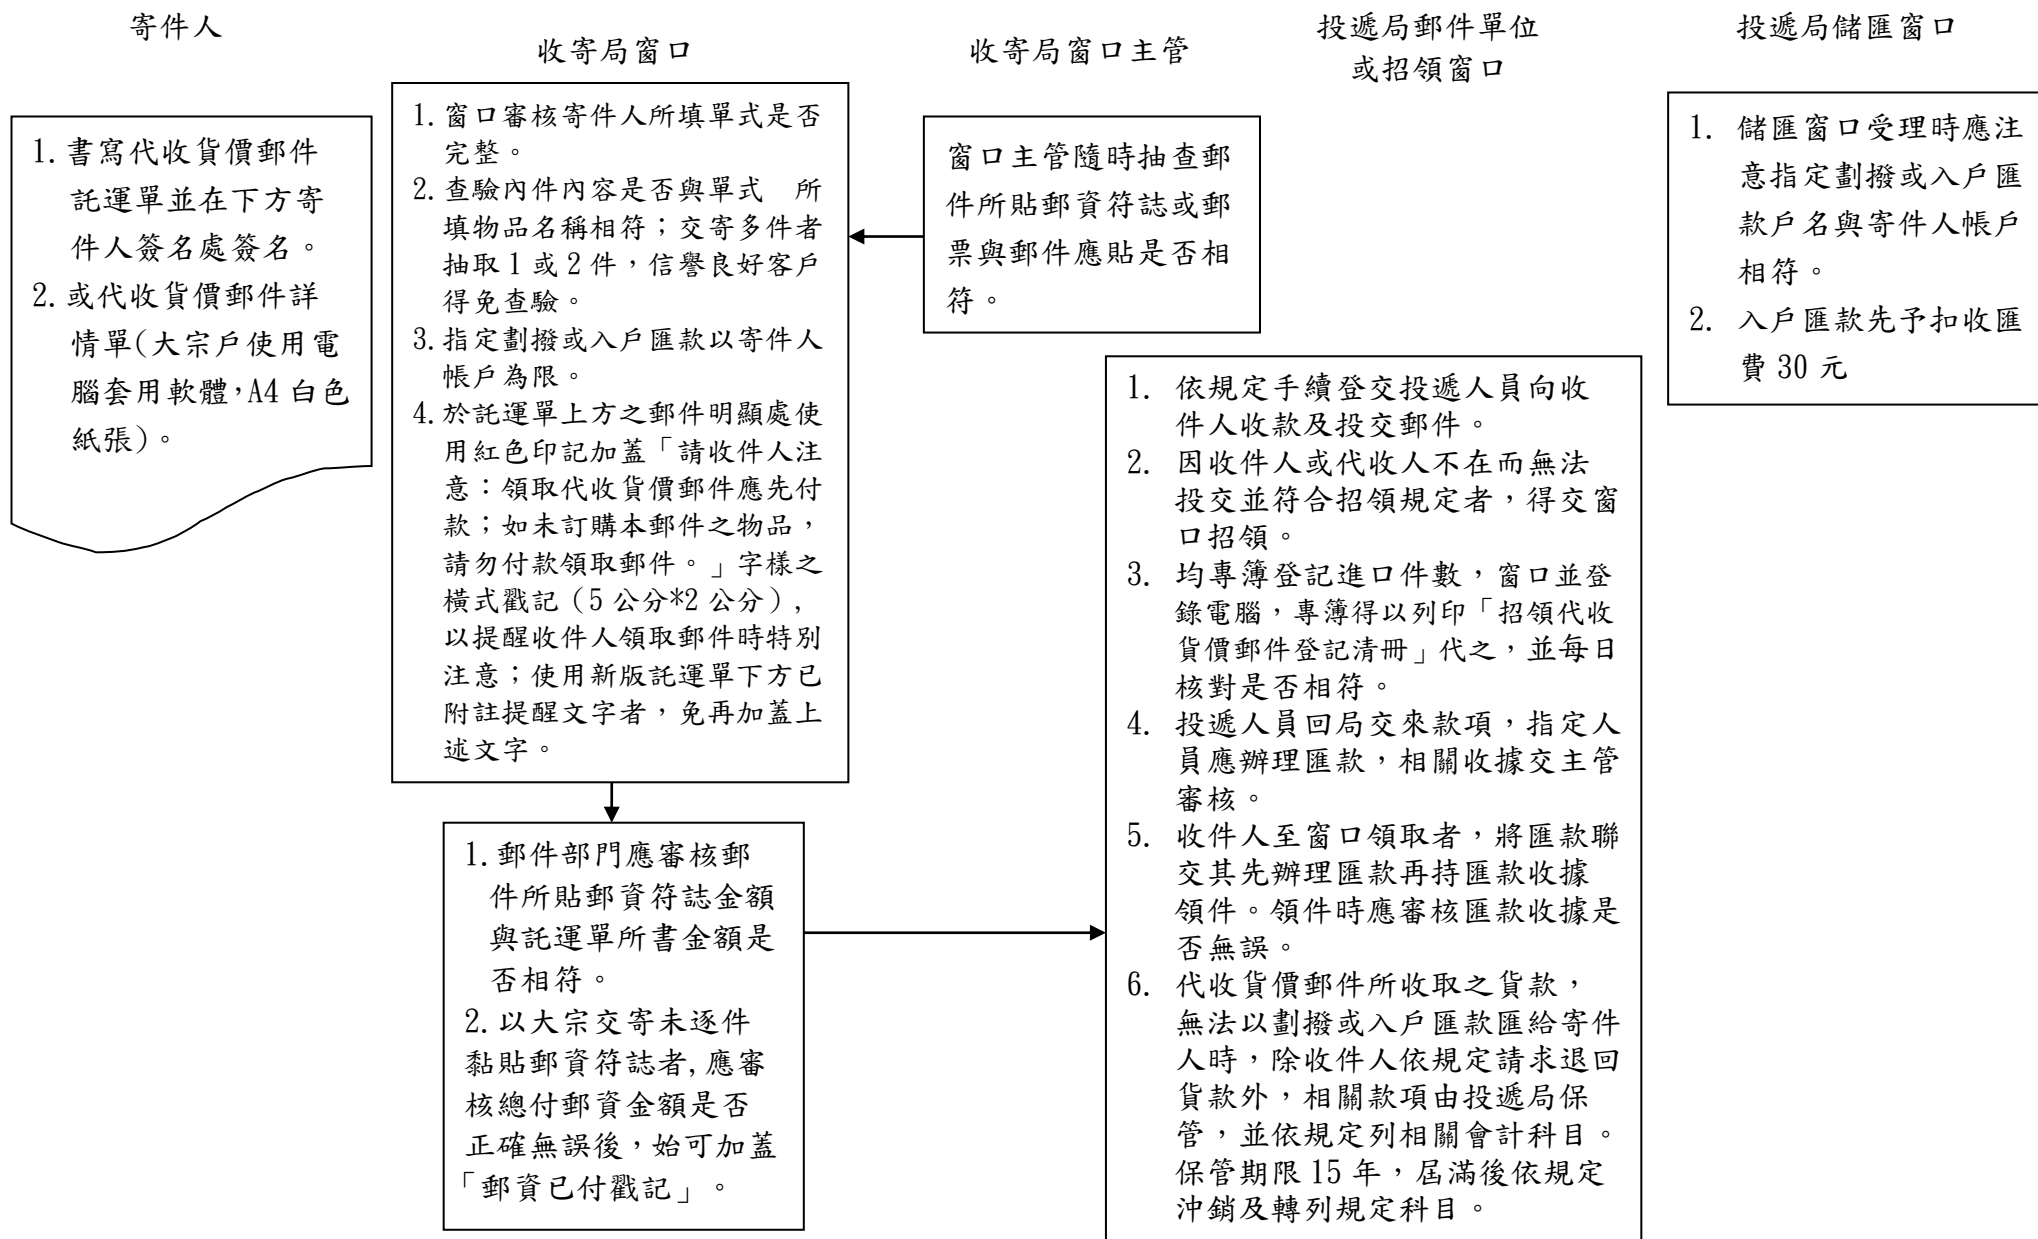 寄件人
收寄局窗口
收寄局窗口主管
投遞局郵件單位
或招領窗口
投遞局儲匯窗口
1.書寫代收貨價郵件
託運單並在下方寄
件人簽名處簽名。
2.或代收貨價郵件詳
情單(大宗戶使用電
腦套用軟體,A4白色
紙張)。
1.窗口審核寄件人所填單式是否
完整。
2.查驗內件內容是否與單式 所
填物品名稱相符；交寄多件者
抽取1或2件，信譽良好客戶
得免查驗。
3.指定劃撥或入戶匯款以寄件人
帳戶為限。
4.於託運單上方之郵件明顯處使
用紅色印記加蓋「請收件人注
意：領取代收貨價郵件應先付
款；如未訂購本郵件之物品，
請勿付款領取郵件。」字樣之
橫式戳記（5公分*2公分）,
以提醒收件人領取郵件時特別
注意；使用新版託運單下方已
附註提醒文字者，免再加蓋上
述文字。
1.郵件部門應審核郵
件所貼郵資符誌金額
與託運單所書金額是
否相符。
2.以大宗交寄未逐件
黏貼郵資符誌者,應審
核總付郵資金額是否
正確無誤後，始可加蓋
「郵資已付戳記」。
窗口主管隨時抽查郵
件所貼郵資符誌或郵
票與郵件應貼是否相
符。
1. 依規定手續登交投遞人員向收
件人收款及投交郵件。
2. 因收件人或代收人不在而無法
投交並符合招領規定者，得交窗
口招領。
3. 均專簿登記進口件數，窗口並登
錄電腦，專簿得以列印「招領代收
貨價郵件登記清冊」代之，並每日
核對是否相符。
4. 投遞人員回局交來款項，指定人
員應辦理匯款，相關收據交主管
審核。
5. 收件人至窗口領取者，將匯款聯
交其先辦理匯款再持匯款收據
領件。領件時應審核匯款收據是
否無誤。
6. 代收貨價郵件所收取之貨款，
無法以劃撥或入戶匯款匯給寄件
人時，除收件人依規定請求退回
貨款外，相關款項由投遞局保
管，並依規定列相關會計科目。
保管期限15年，屆滿後依規定
沖銷及轉列規定科目。
1. 儲匯窗口受理時應注
意指定劃撥或入戶匯
款戶名與寄件人帳戶
相符。
2. 入戶匯款先予扣收匯
費30元